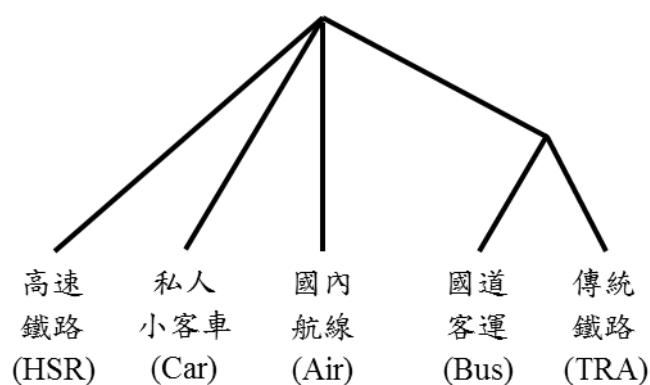 高速
鐵路
(HSR)
私人
小客車
(Car)
國內
航線
(Air)
國道
客運
(Bus)
傳統
鐵路
(TRA)